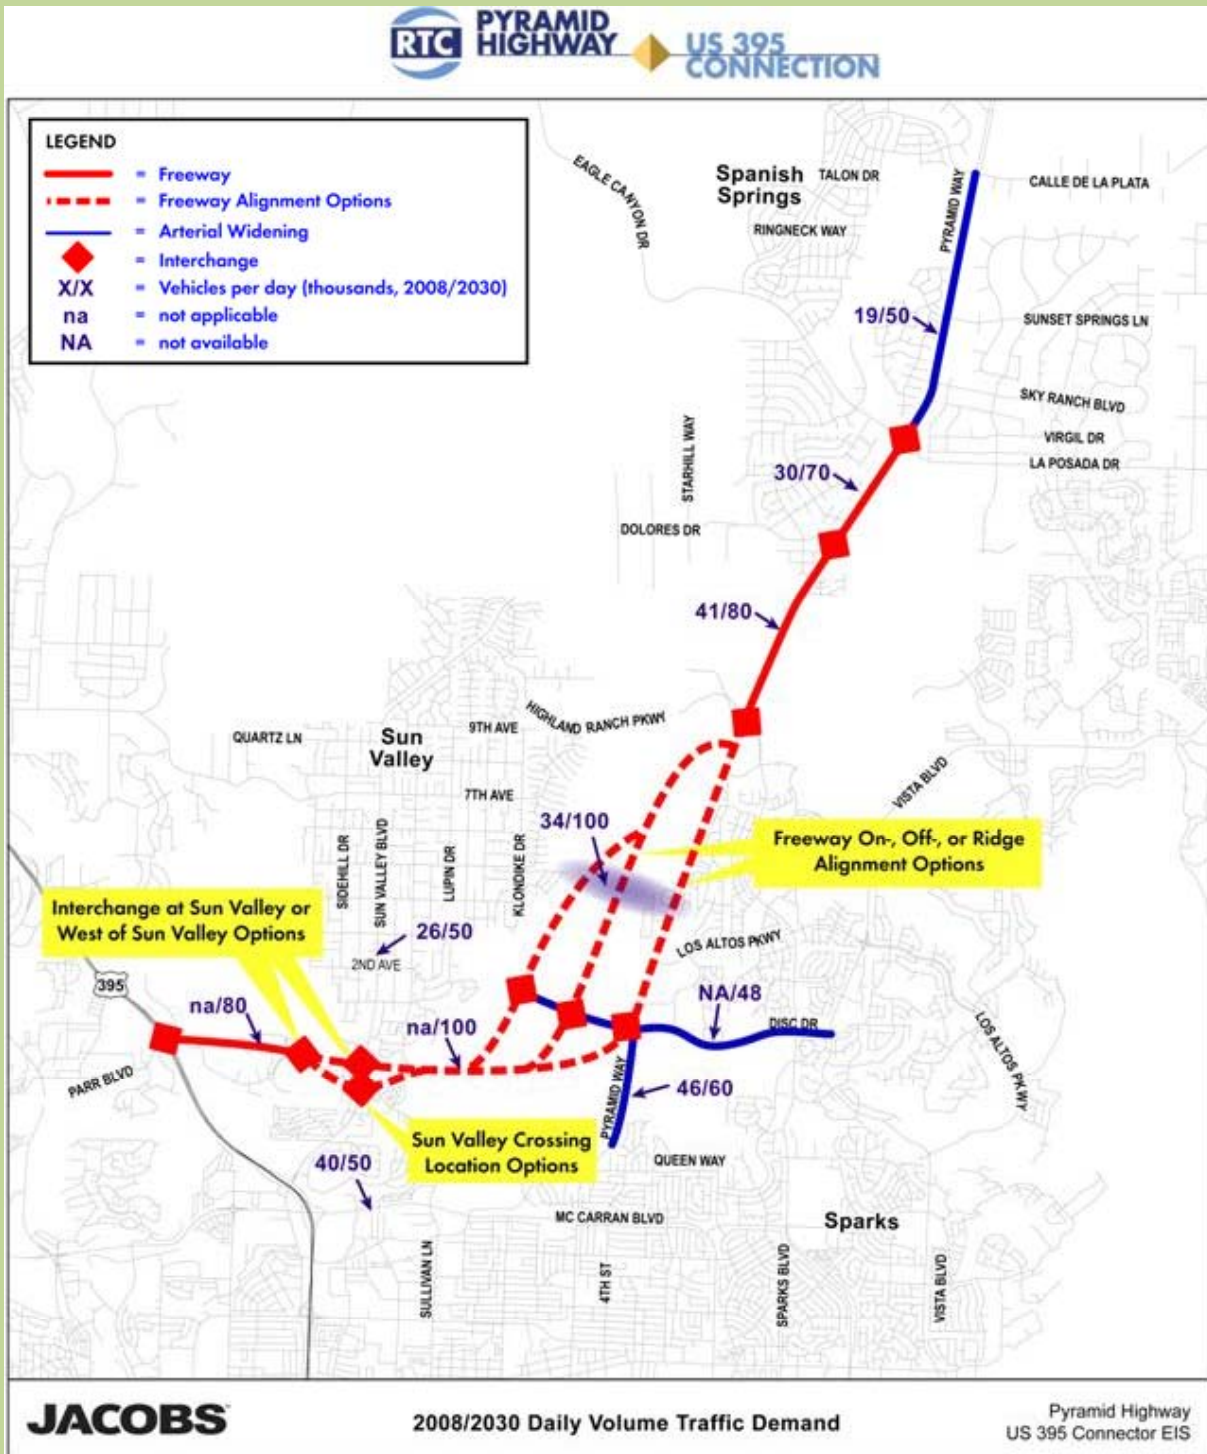 RTC
PYRAMID
HIGHWAY
US 395
CONNECTION
LEGEND
= Freeway
= Freeway Alignment Options
= Arterial Widening
= Interchange
X/X = Vehicles per day (thousands, 2008/2030)
na = not applicable
NA = not available
EAGLE CANYON DR
Spanish
Springs
TALON DR
RINGNECK WAY
PYRAMID WAY
CALLE DE LA PLATA
19/50
SUNSET SPRINGS LN
SKY RANCH BLVD
VIRGIL DR
LA POSADA DR
STARHILL WAY
30/70
DOLORES DR
41/80
HIGHLAND RANCH PKWY
9TH AVE
QUARTZ LN
Sun
Valley
7TH AVE
VISTA BLVD
34/100
SIDEHILL DR
SUN VALLEY BLVD
LUPIN DR
KLONDIKE DR
Freeway On-, Off-, or Ridge
Alignment Options
Interchange at Sun Valley or
West of Sun Valley Options
26/50
2ND AVE
LOS ALTOS PKWY
395
na/80
na/100
NA/48
DISC DR
LOS ALTOS PKWY
PARR BLVD
PYRAMID WAY
46/60
Sun Valley Crossing
Location Options
40/50
QUEEN WAY
MC CARRAN BLVD
Sparks
SULLIVAN LN
4TH ST
SPARKS BLVD
VISTA BLVD
JACOBS
2008/2030 Daily Volume Traffic Demand
Pyramid Highway
US 395 Connector EIS